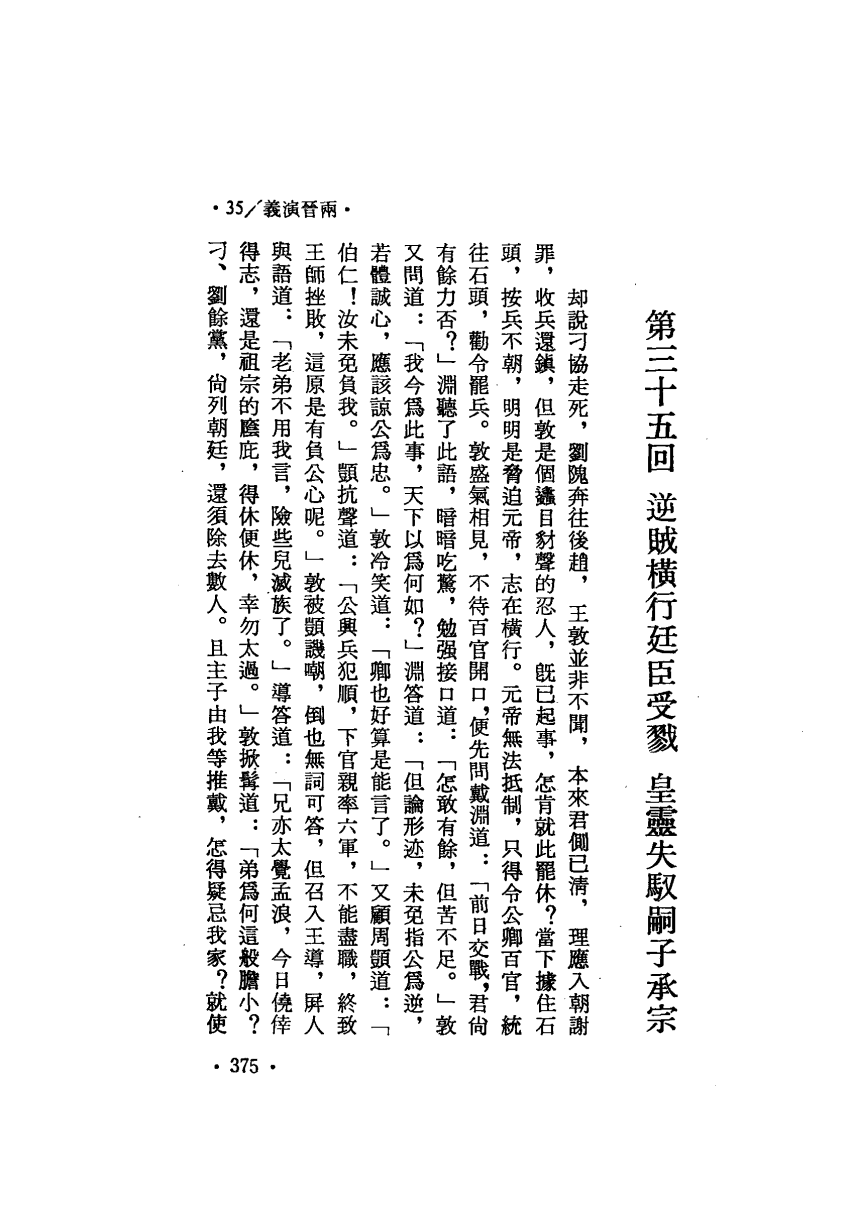 ·35/義演晉兩·
第三十五回 逆賊橫行廷臣受戮 皇靈失馭嗣子承宗
却說刁協走死，劉隗奔往後趙，王敦並非不聞，本來君側已清，理應入朝謝
罪，收兵還鎮，但敦是個蠭目豺聲的忍人，旣已起事，怎肯就此罷休？當下據住石
頭，按兵不朝，明明是脅迫元帝，志在橫行。元帝無法抵制，只得令公卿百官，統
往石頭，勸令罷兵。敦盛氣相見，不待百官開口，便先問戴淵道：「前日交戰，君尙
有餘力否？」淵聽了此語，暗暗吃驚，勉强接口道：「怎敢有餘，但苦不足。」敦
又問道：「我今爲此事，天下以爲何如？」淵答道：「但論形迹，未免指公爲逆，
若體誠心，應該諒公爲忠。」敦冷笑道：「卿也好算是能言了。」又顧周顗道：「
伯仁！汝未免負我。」顗抗聲道：「公興兵犯順，下官親率六軍，不能盡職，終致
王師挫敗，這原是有負公心呢。」敦被顗譏嘲，倒也無詞可答，但召入王導，屏人
與語道：「老弟不用我言，險些兒滅族了。」導答道：「兄亦太覺孟浪，今日僥倖
得志，還是祖宗的廕庇，得休便休，幸勿太過。」敦掀髯道：「弟爲何這般膽小？
刁、劉餘黨，尙列朝廷，還須除去數人。且主子由我等推戴，怎得疑忌我家？就使
·375·